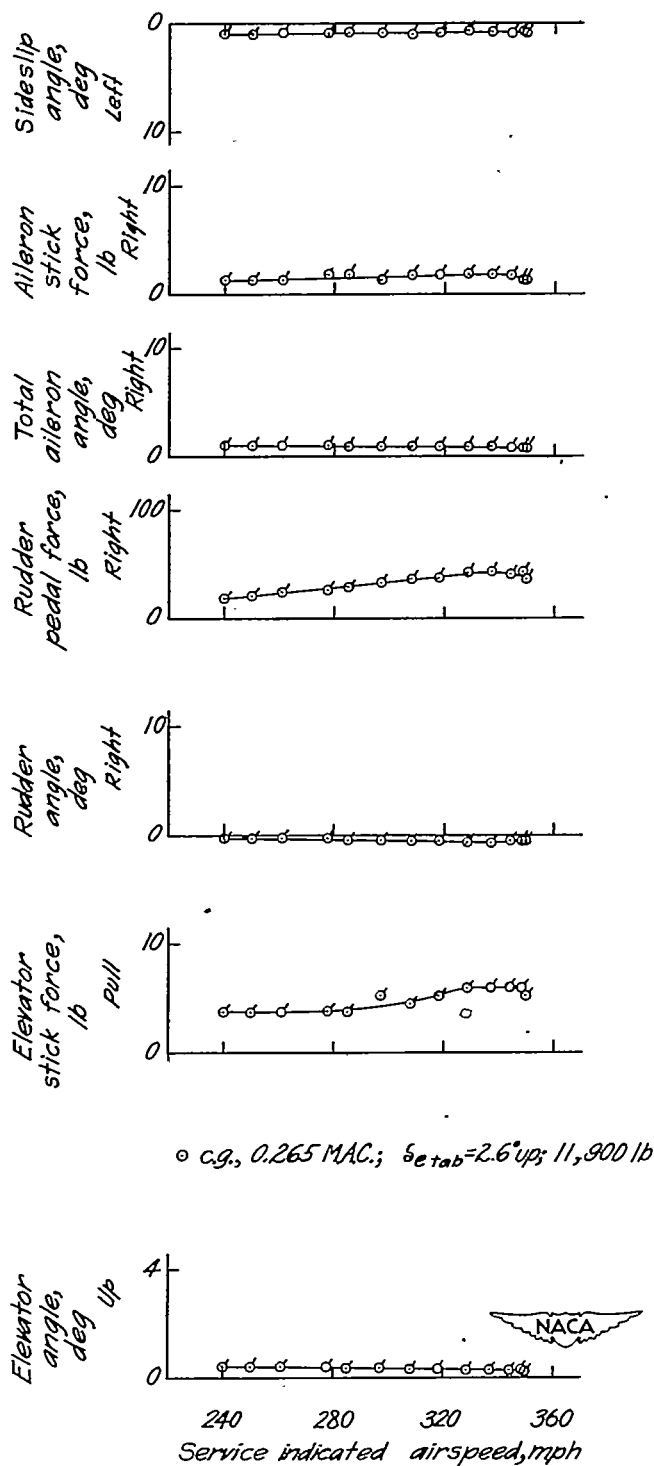 Sideslip
angle,
deg
Left
0
10
Aileron
stick
force,
lb
Right
10
0
Total
aileron
angle,
deg
Right
10
0
Rudder
pedal force,
lb
Right
100
0
Rudder
angle,
deg
Right
10
0
Elevator
stick force,
lb
Pull
10
0
⊙ c.g., 0.265 M.A.C.; δe tab=2.6° up; 11,900 lb
Elevator
angle,
deg
Up
4
0
NACA
240 280 320 360
Service indicated airspeed, mph